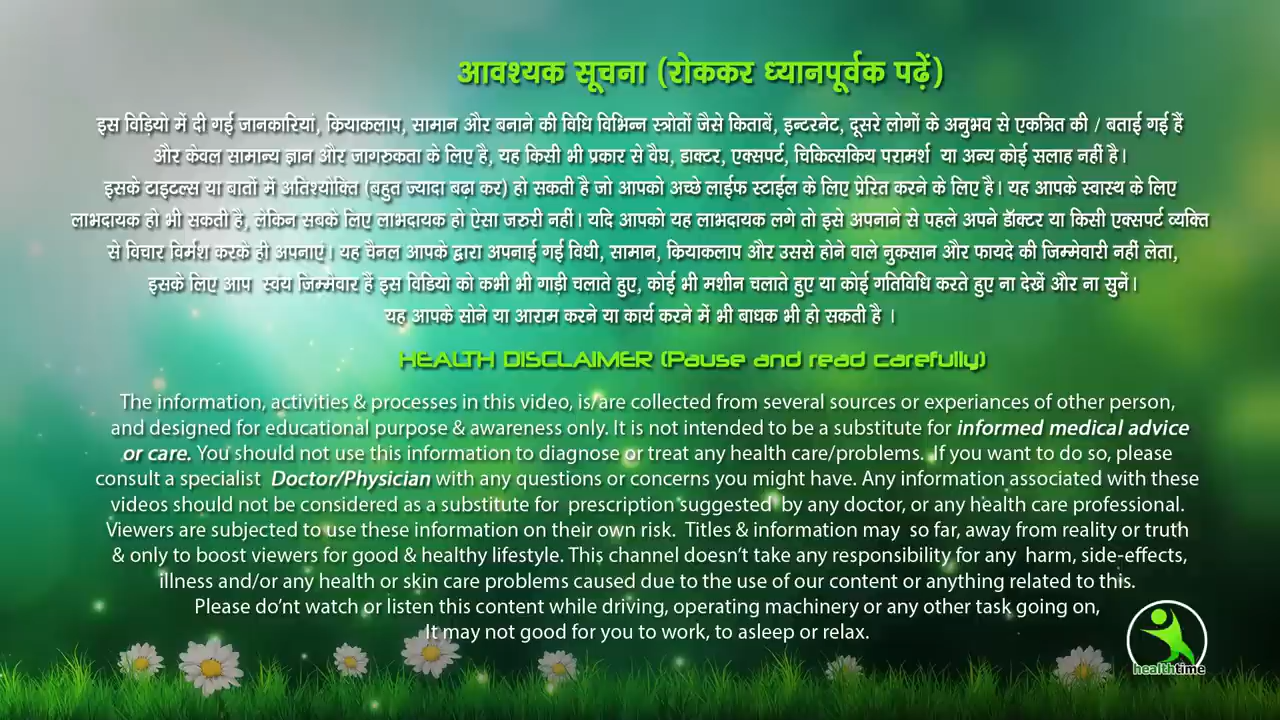 आवश्यक सूचना (रोककर ध्यानपूर्वक पढ़ें)
इस विड़ियो में दी गई जानकारियां, कियाकलाप, सामान और बनाने की विधि विभिन्न स्त्रोतों जैसे किताबें, इन्टरनेट, दूसरे लोगों के अनुभव से एकत्रित की / बताई गई हैं
और केवल सामान्य ज्ञान और जागरुकता के लिए है, यह किसी भी प्रकार से वैघ, डाक्टर, एक्सपर्ट, चिकित्सकिय परामर्श या अन्य कोई सलाह नहीं है।
इसके टाइटल्स या बातों में अतिश्योक्ति (बहुत ज्यादा बढ़ा कर) हो सकती है जो आपको अच्छे लाईफ स्टाईल के लिए प्रेरित करने के लिए है। यह आपके स्वास्थ के लिए
लाभदायक हो भी सकती है, लेकिन सबके लिए लाभदायक हो ऐसा जरुरी नहीं। यदि आपको यह लाभदायक लगे तो इसे अपनाने से पहले अपने डॉक्टर या किसी एक्सपर्ट व्यक्ति
से विचार विर्मश करके ही अपनाएं। यह चैनल आपके द्वारा अपनाई गई विधी, सामान, कियाकलाप और उससे होने वाले नुकसान और फायदे की जिम्मेवारी नहीं लेता,
इसके लिए आप स्वंय जिम्मेवार हैं इस विडियो को कभी भी गाड़ी चलाते हुए, कोई भी मशीन चलाते हुए या कोई गतिविधि करते हुए ना देखें और ना सुनें।
यह आपके सोने या आराम करने या कार्य करने में भी बाधक भी हो सकती है ।
HEALTH DISCLAIMER (Pause and read carefully)
The information, activities & processes in this video, is/are collected from several sources or experiances of other person,
and designed for educational purpose & awareness only. It is not intended to be a substitute for informed medical advice
or care. You should not use this information to diagnose or treat any health care/problems. If you want to do so, please
consult a specialist Doctor/Physician with any questions or concerns you might have. Any information associated with these
videos should not be considered as a substitute for prescription suggested by any doctor, or any health care professional.
Viewers are subjected to use these information on their own risk. Titles & information may so far, away from reality or truth
& only to boost viewers for good & healthy lifestyle. This channel doesn't take any responsibility for any harm, side-effects,
illness and/or any health or skin care problems caused due to the use of our content or anything related to this.
Please do'nt watch or listen this content while driving, operating machinery or any other task going on,
It may not good for you to work, to asleep or relax.
healthtime